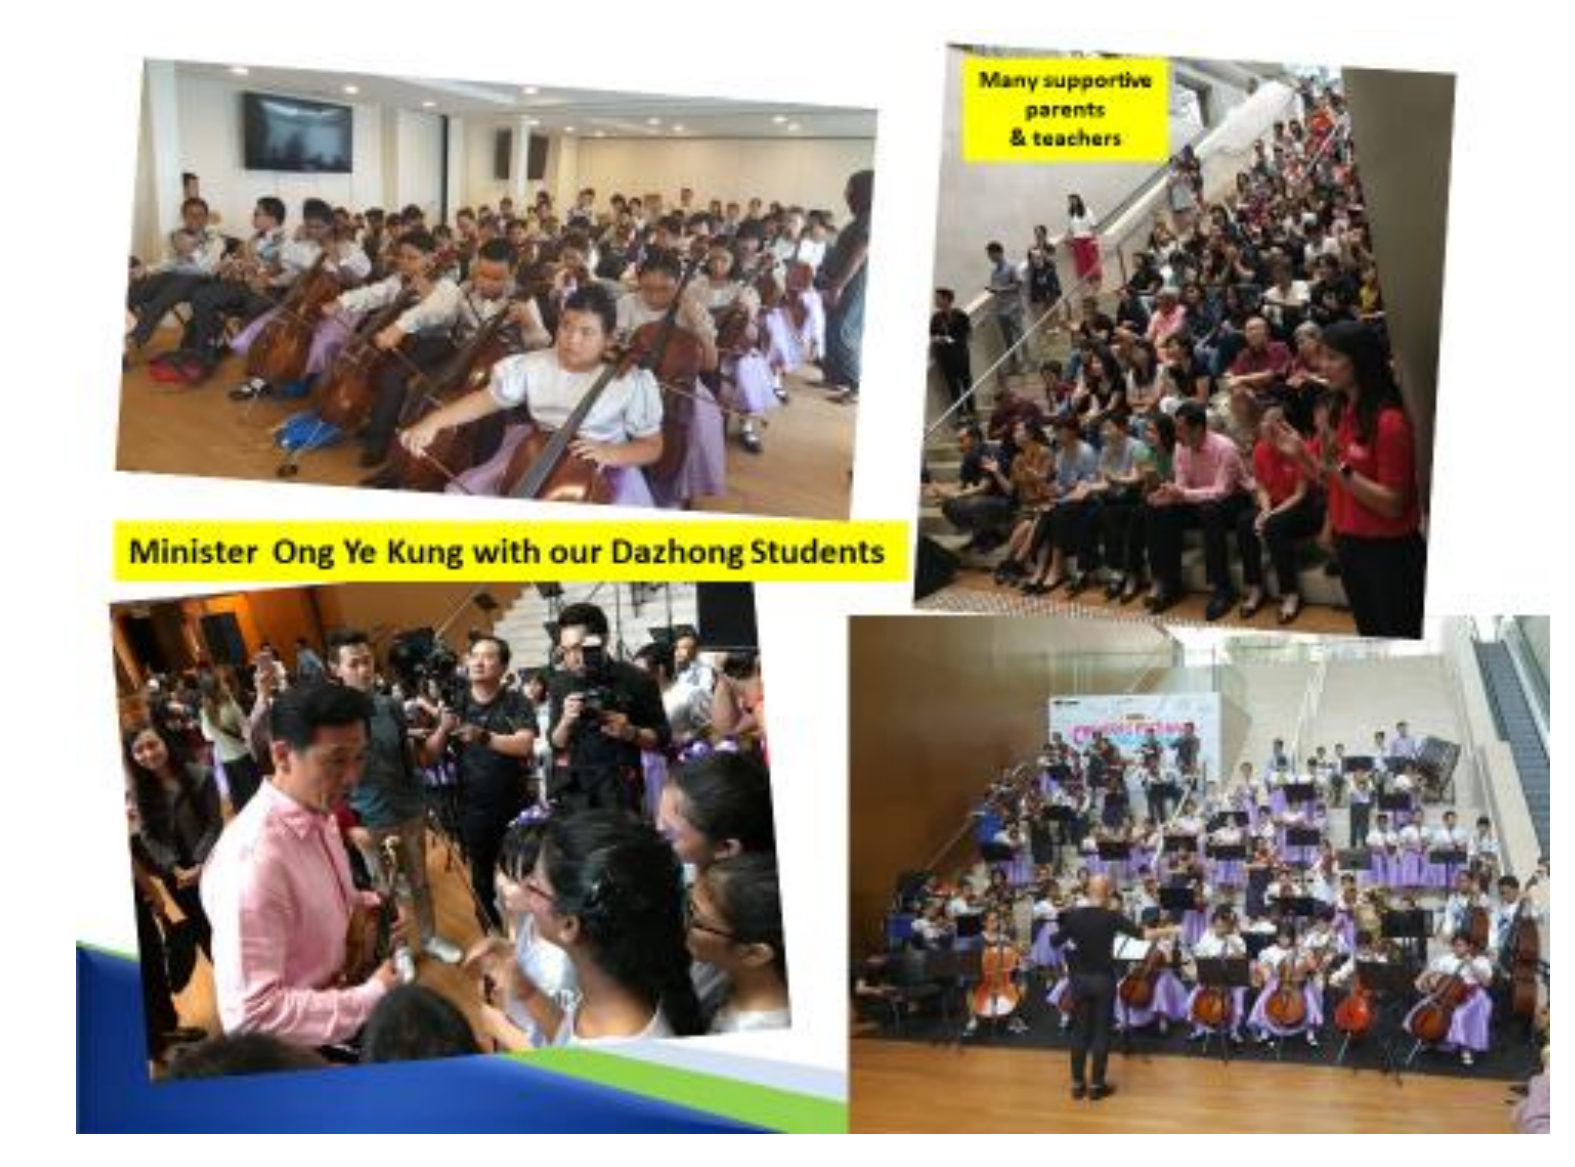 Many supportive
parents
& teachers
Minister Ong Ye Kung with our Dazhong Students